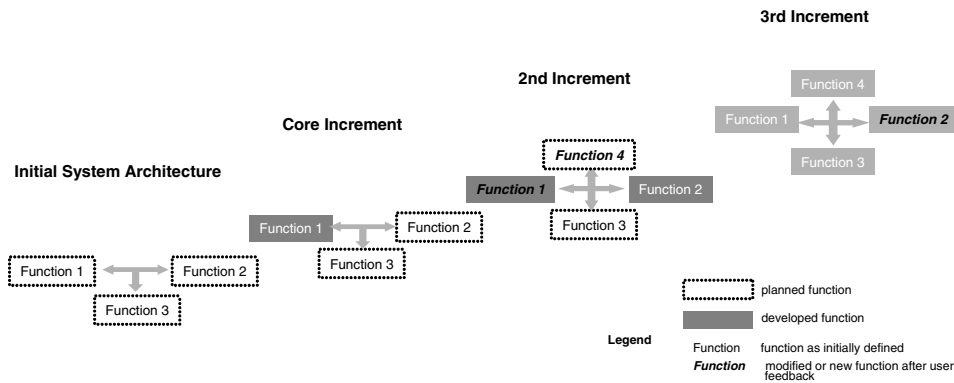 3rd Increment
Function 4
Function 1
Function 2
Function 3
2nd Increment
Function 4
Function 1
Function 2
Function 3
Core Increment
Function 1
Function 2
Function 3
Initial System Architecture
Function 1
Function 2
Function 3
planned function
developed function
Legend
Function function as initially defined
Function modified or new function after user
feedback